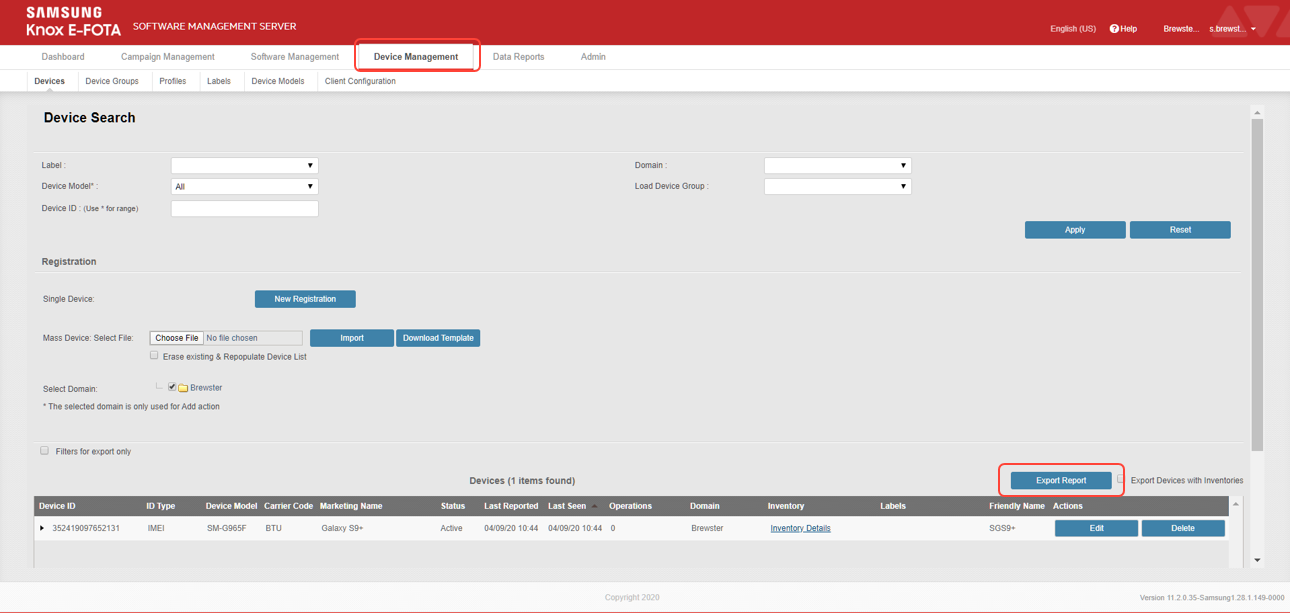 SAMSUNG
Knox E-FOTA SOFTWARE MANAGEMENT SERVER
English (US) Help Brewste... s.brewst...
Dashboard Campaign Management Software Management Device Management Data Reports Admin
Devices Device Groups Profiles Labels Device Models Client Configuration
Device Search
Label : Domain :
Device Model* : All Load Device Group :
Device ID : (Use * for range)
Apply Reset
Registration
Single Device: New Registration
Mass Device: Select File: Choose File No file chosen Import Download Template
Erase existing & Repopulate Device List
Select Domain: Brewster
* The selected domain is only used for Add action
Filters for export only
Devices (1 items found) Export Report Export Devices with Inventories
Device ID ID Type Device Model Carrier Code Marketing Name Status Last Reported Last Seen Operations Domain Inventory Labels Friendly Name Actions
352419097652131 IMEI SM-G965F BTU Galaxy S9+ Active 04/09/20 10:44 04/09/20 10:44 0 Brewster Inventory Details SGS9+ Edit Delete
Copyright 2020 Version 11.2.0.35-Samsung1.28.1.149-0000